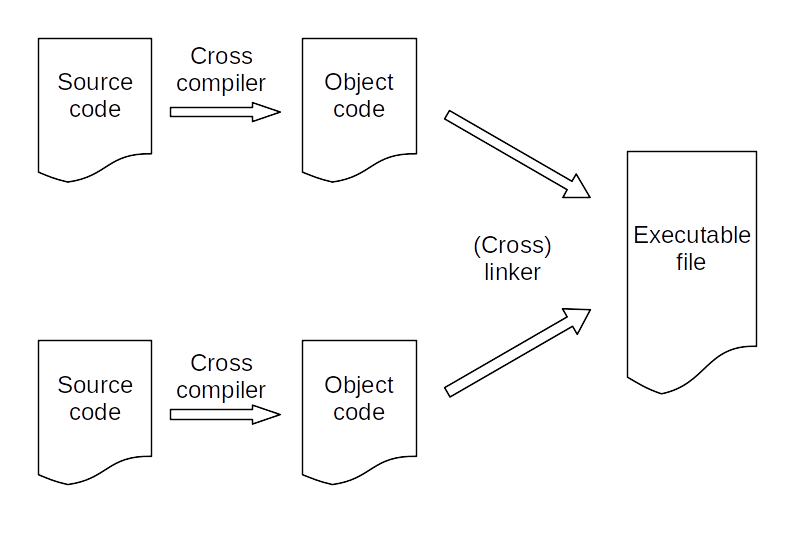 Source
code
Cross
compiler
Object
code
(Cross)
linker
Executable
file
Source
code
Cross
compiler
Object
code